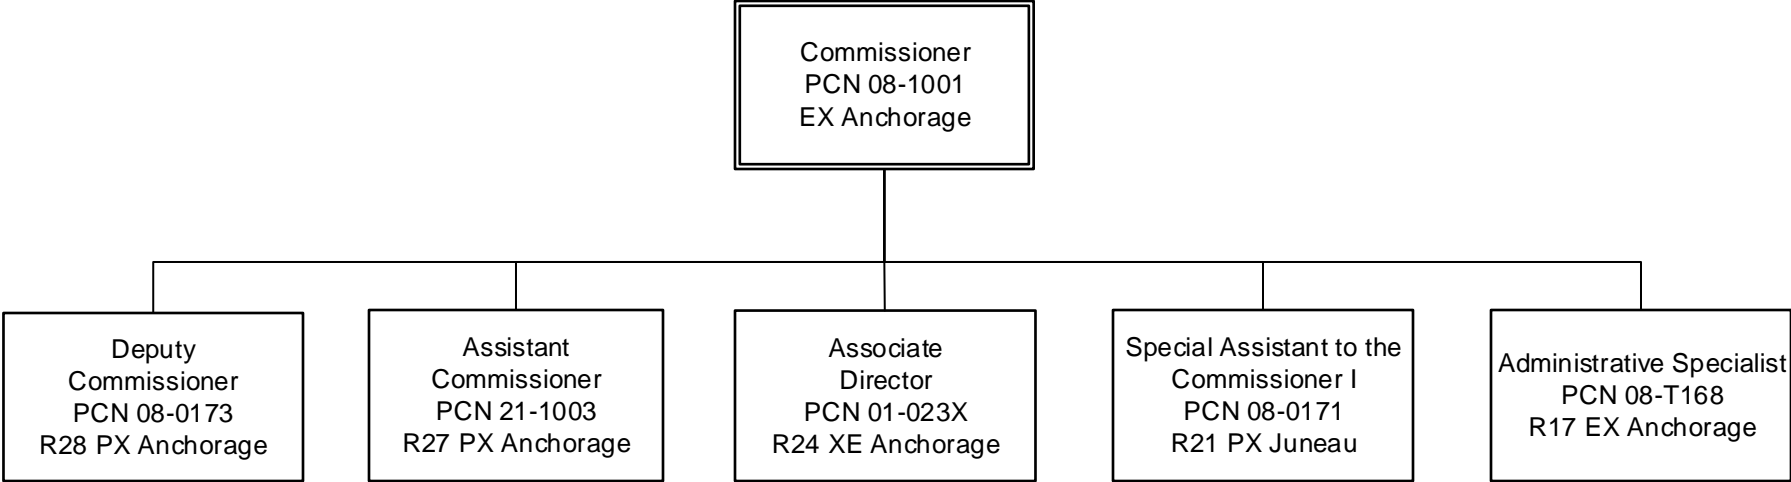 Commissioner
PCN 08-1001
EX Anchorage
Deputy
Commissioner
PCN 08-0173
R28 PX Anchorage
Assistant
Commissioner
PCN 21-1003
R27 PX Anchorage
Associate
Director
PCN 01-023X
R24 XE Anchorage
Special Assistant to the
Commissioner I
PCN 08-0171
R21 PX Juneau
Administrative Specialist
PCN 08-T168
R17 EX Anchorage